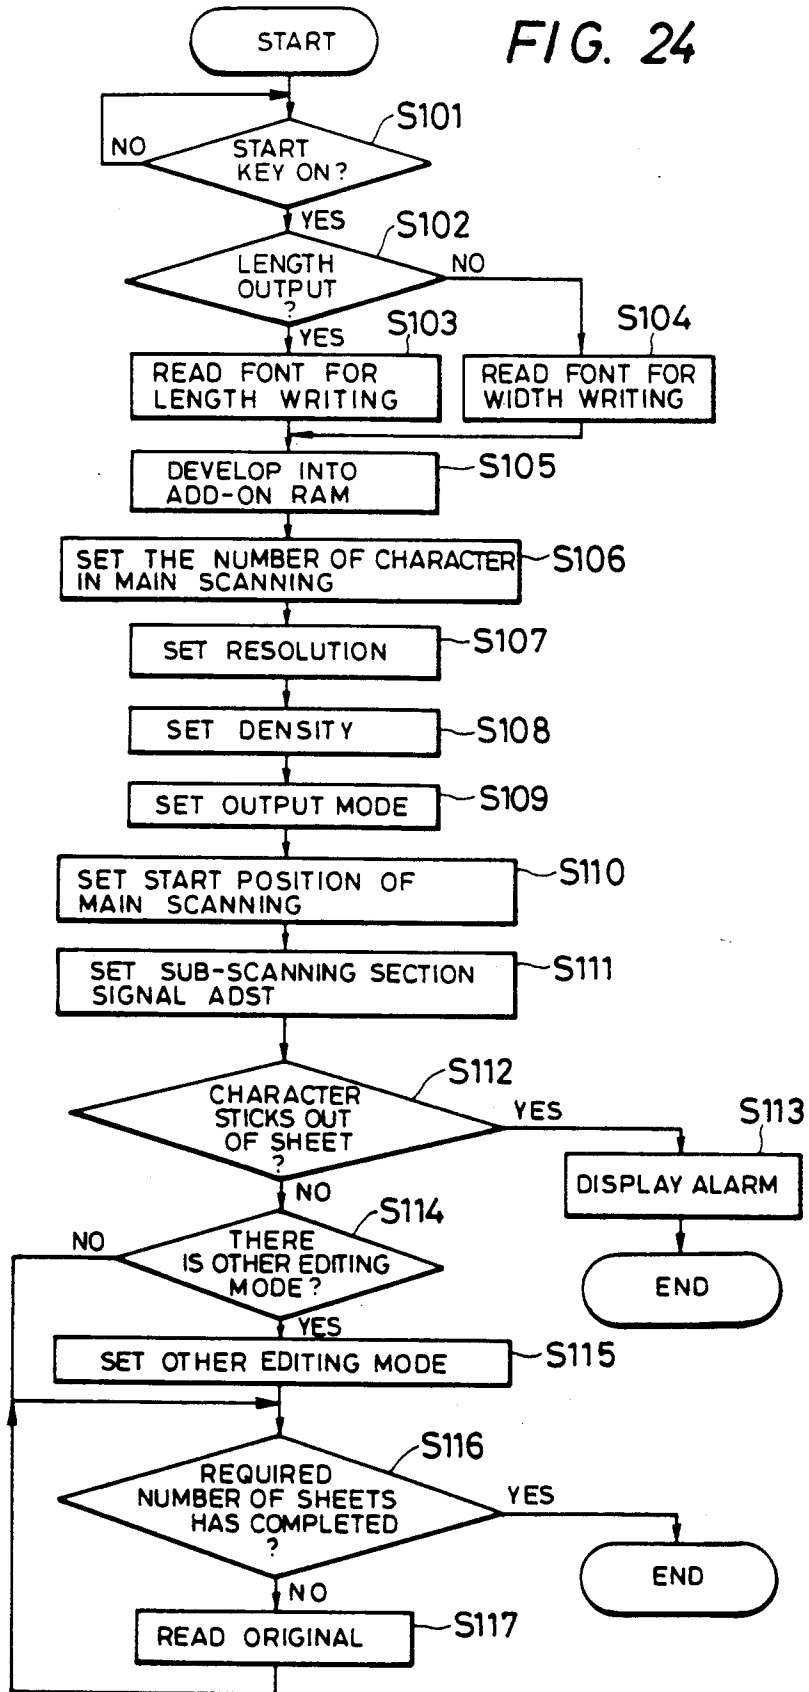 START
FIG. 24
S101
NO
START
KEY ON?
YES
S102
LENGTH
OUTPUT
?
NO
YES
S103
S104
READ FONT FOR
LENGTH WRITING
READ FONT FOR
WIDTH WRITING
DEVELOP INTO
ADD-ON RAM
S105
SET THE NUMBER OF CHARACTER
IN MAIN SCANNING
S106
SET RESOLUTION
S107
SET DENSITY
S108
SET OUTPUT MODE
S109
SET START POSITION OF
MAIN SCANNING
S110
SET SUB-SCANNING SECTION
SIGNAL ADST
S111
S112
CHARACTER
STICKS OUT
OF SHEET
?
YES
S113
DISPLAY ALARM
END
NO
S114
NO
THERE
IS OTHER EDITING
MODE?
YES
SET OTHER EDITING MODE
S115
S116
REQUIRED
NUMBER OF SHEETS
HAS COMPLETED
?
YES
END
NO
READ ORIGINAL
S117